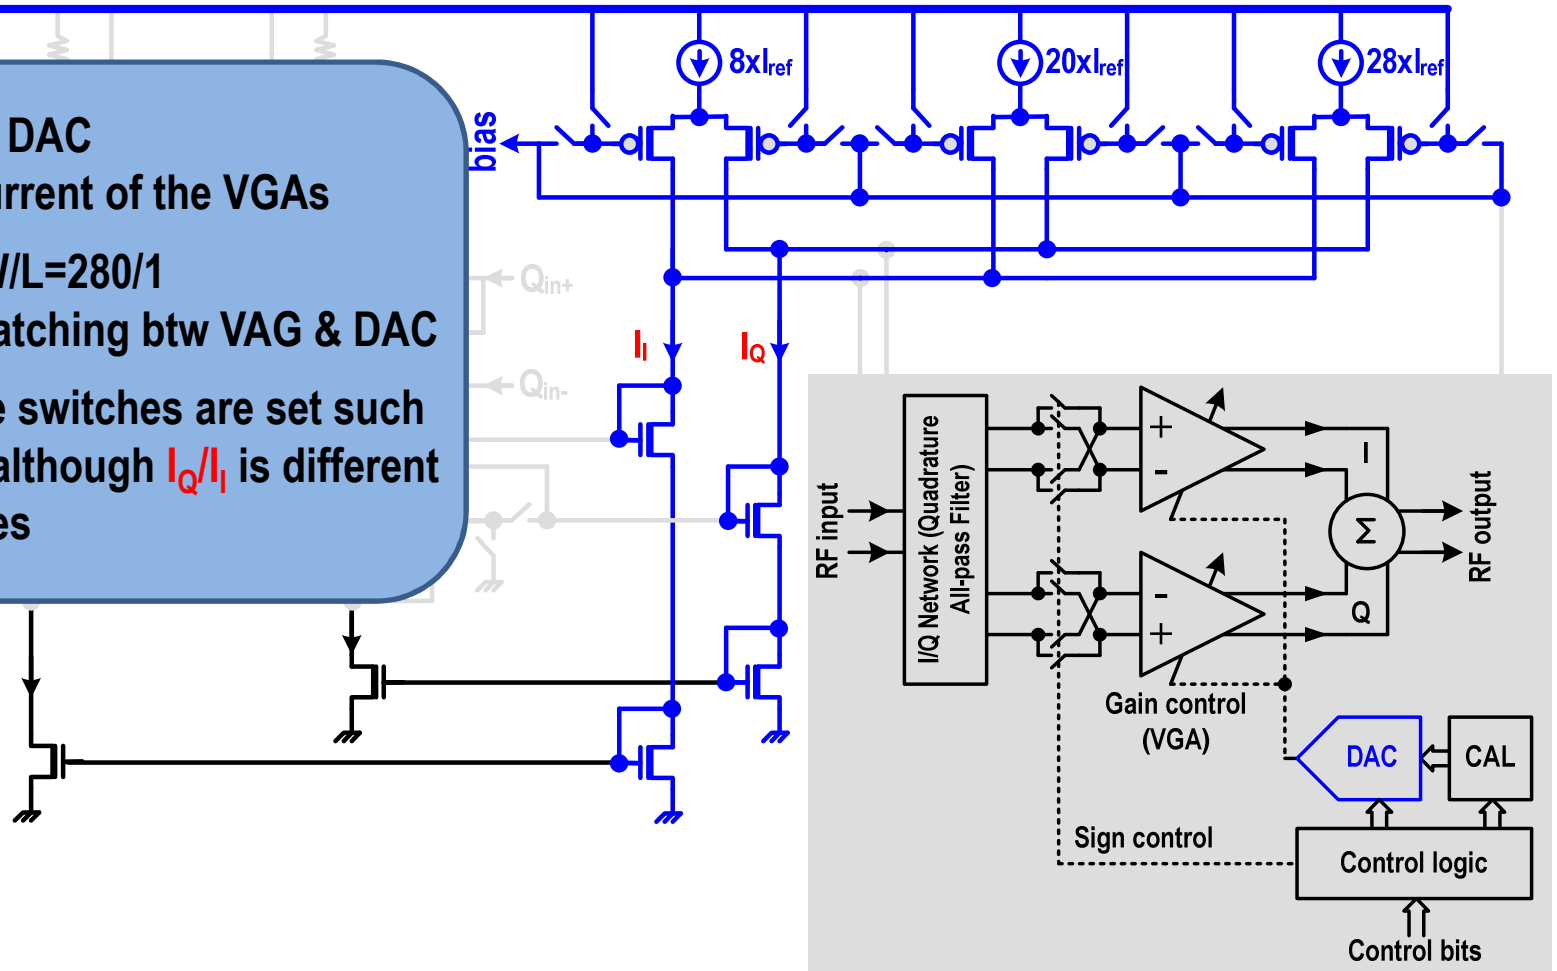 8xIref
20xIref
28xIref
DAC
bias
urrent of the VGAs
W/L=280/1
atching btw VAG & DAC
e switches are set such
although IQ/II is different
es
Qin+
Qin-
II
IQ
RF input
I/Q Network (Quadrature
All-pass Filter)
+
-
-
+
I
Q
Σ
RF output
Gain control
(VGA)
DAC
CAL
Sign control
Control logic
Control bits